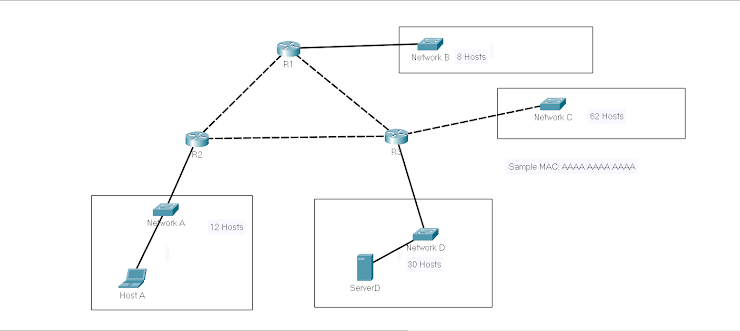 R1
Network B 8 Hosts
Network C 62 Hosts
R2
R3
Sample MAC: AAAA:AAAA:AAAA
Network A
12 Hosts
Network D
30 Hosts
ServerD
Host A